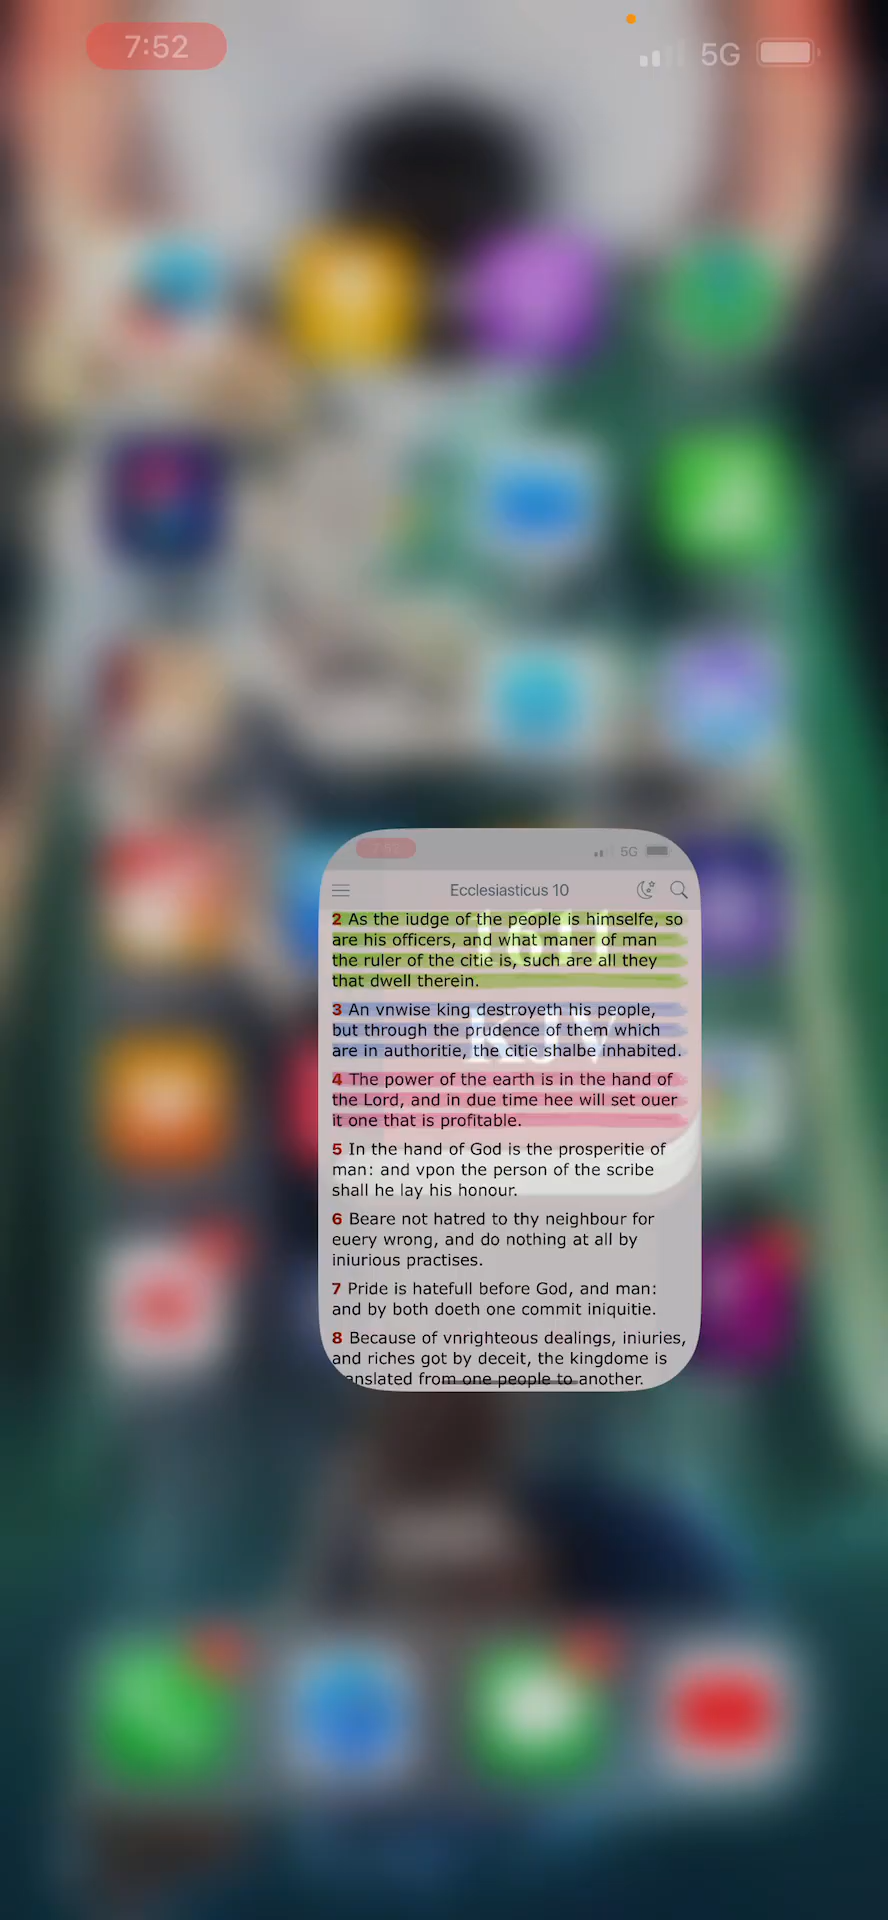 7:52
5G
5G
Ecclesiasticus 10
1611
KJV
2 As the iudge of the people is himselfe, so
are his officers, and what maner of man
the ruler of the citie is, such are all they
that dwell therein.
3 An vnwise king destroyeth his people,
but through the prudence of them which
are in authoritie, the citie shalbe inhabited.
4 The power of the earth is in the hand of
the Lord, and in due time hee will set ouer
it one that is profitable.
5 In the hand of God is the prosperitie of
man: and vpon the person of the scribe
shall he lay his honour.
6 Beare not hatred to thy neighbour for
euery wrong, and do nothing at all by
iniurious practises.
7 Pride is hatefull before God, and man:
and by both doeth one commit iniquitie.
8 Because of vnrighteous dealings, iniuries,
and riches got by deceit, the kingdome is
anslated from one people to another.